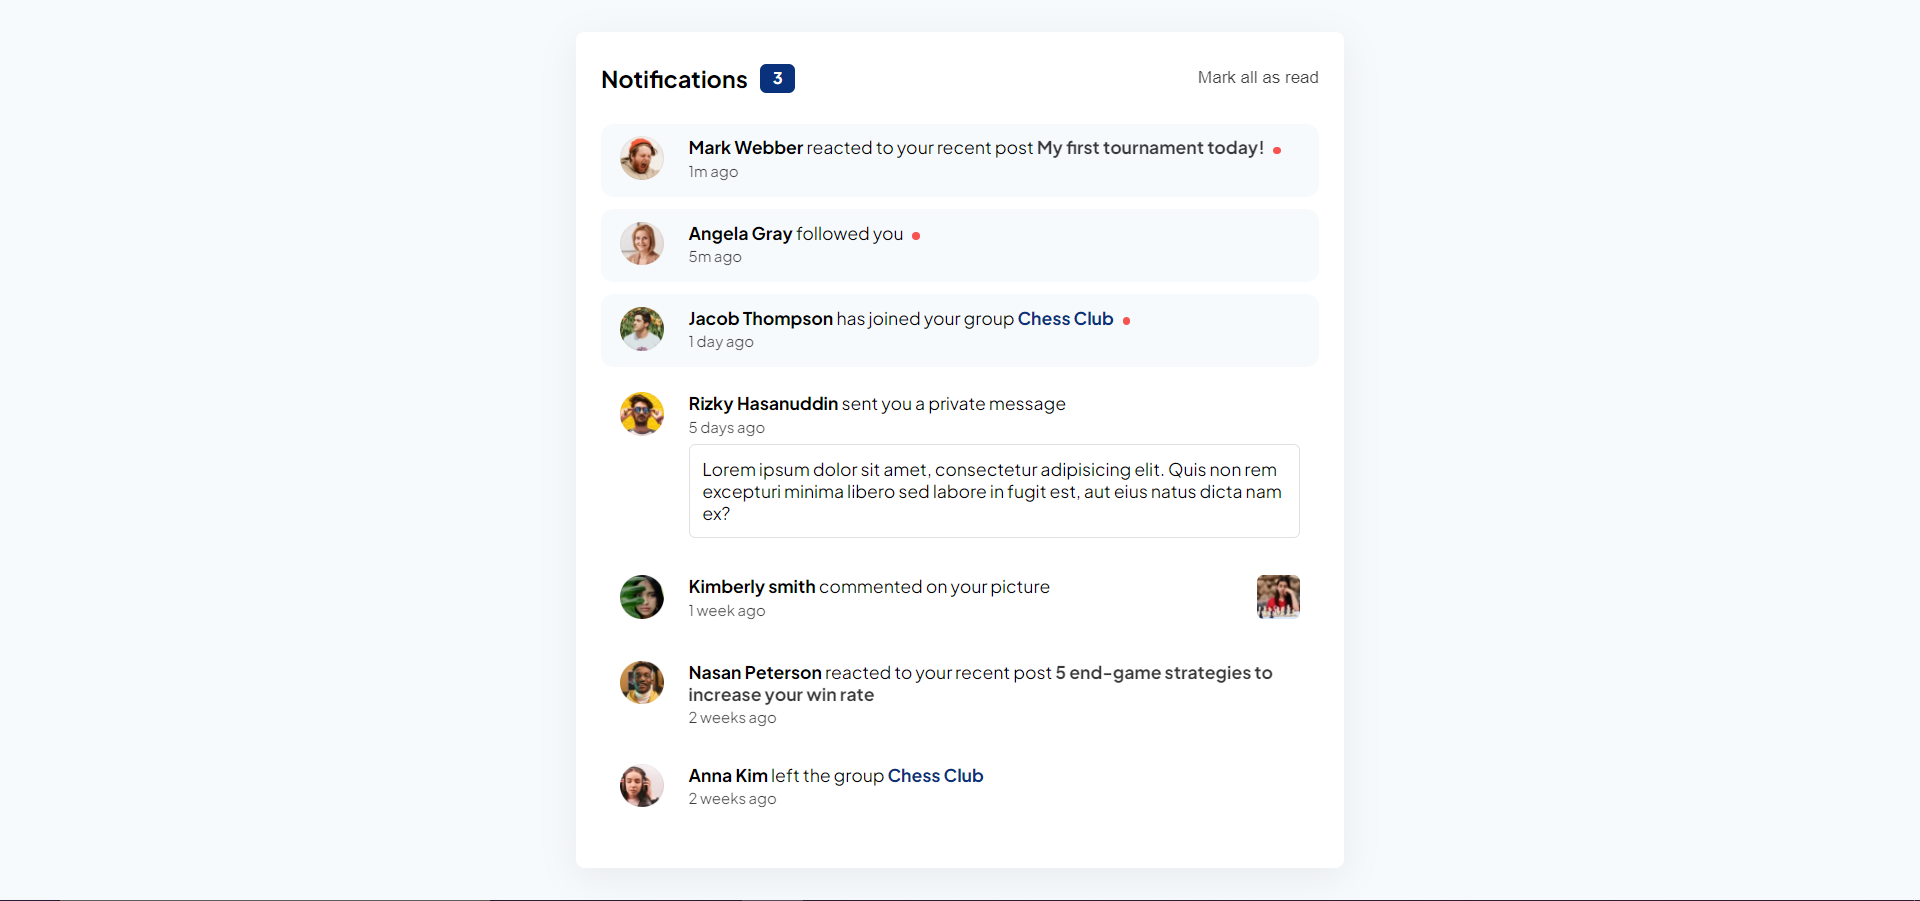 Notifications 3 Mark all as read
Mark Webber reacted to your recent post My first tournament today!
1m ago
Angela Gray followed you
5m ago
Jacob Thompson has joined your group Chess Club
1 day ago
Rizky Hasanuddin sent you a private message
5 days ago
Lorem ipsum dolor sit amet, consectetur adipisicing elit. Quis non rem
excepturi minima libero sed labore in fugit est, aut eius natus dicta nam
ex?
Kimberly smith commented on your picture
1 week ago
Nasan Peterson reacted to your recent post 5 end-game strategies to
increase your win rate
2 weeks ago
Anna Kim left the group Chess Club
2 weeks ago